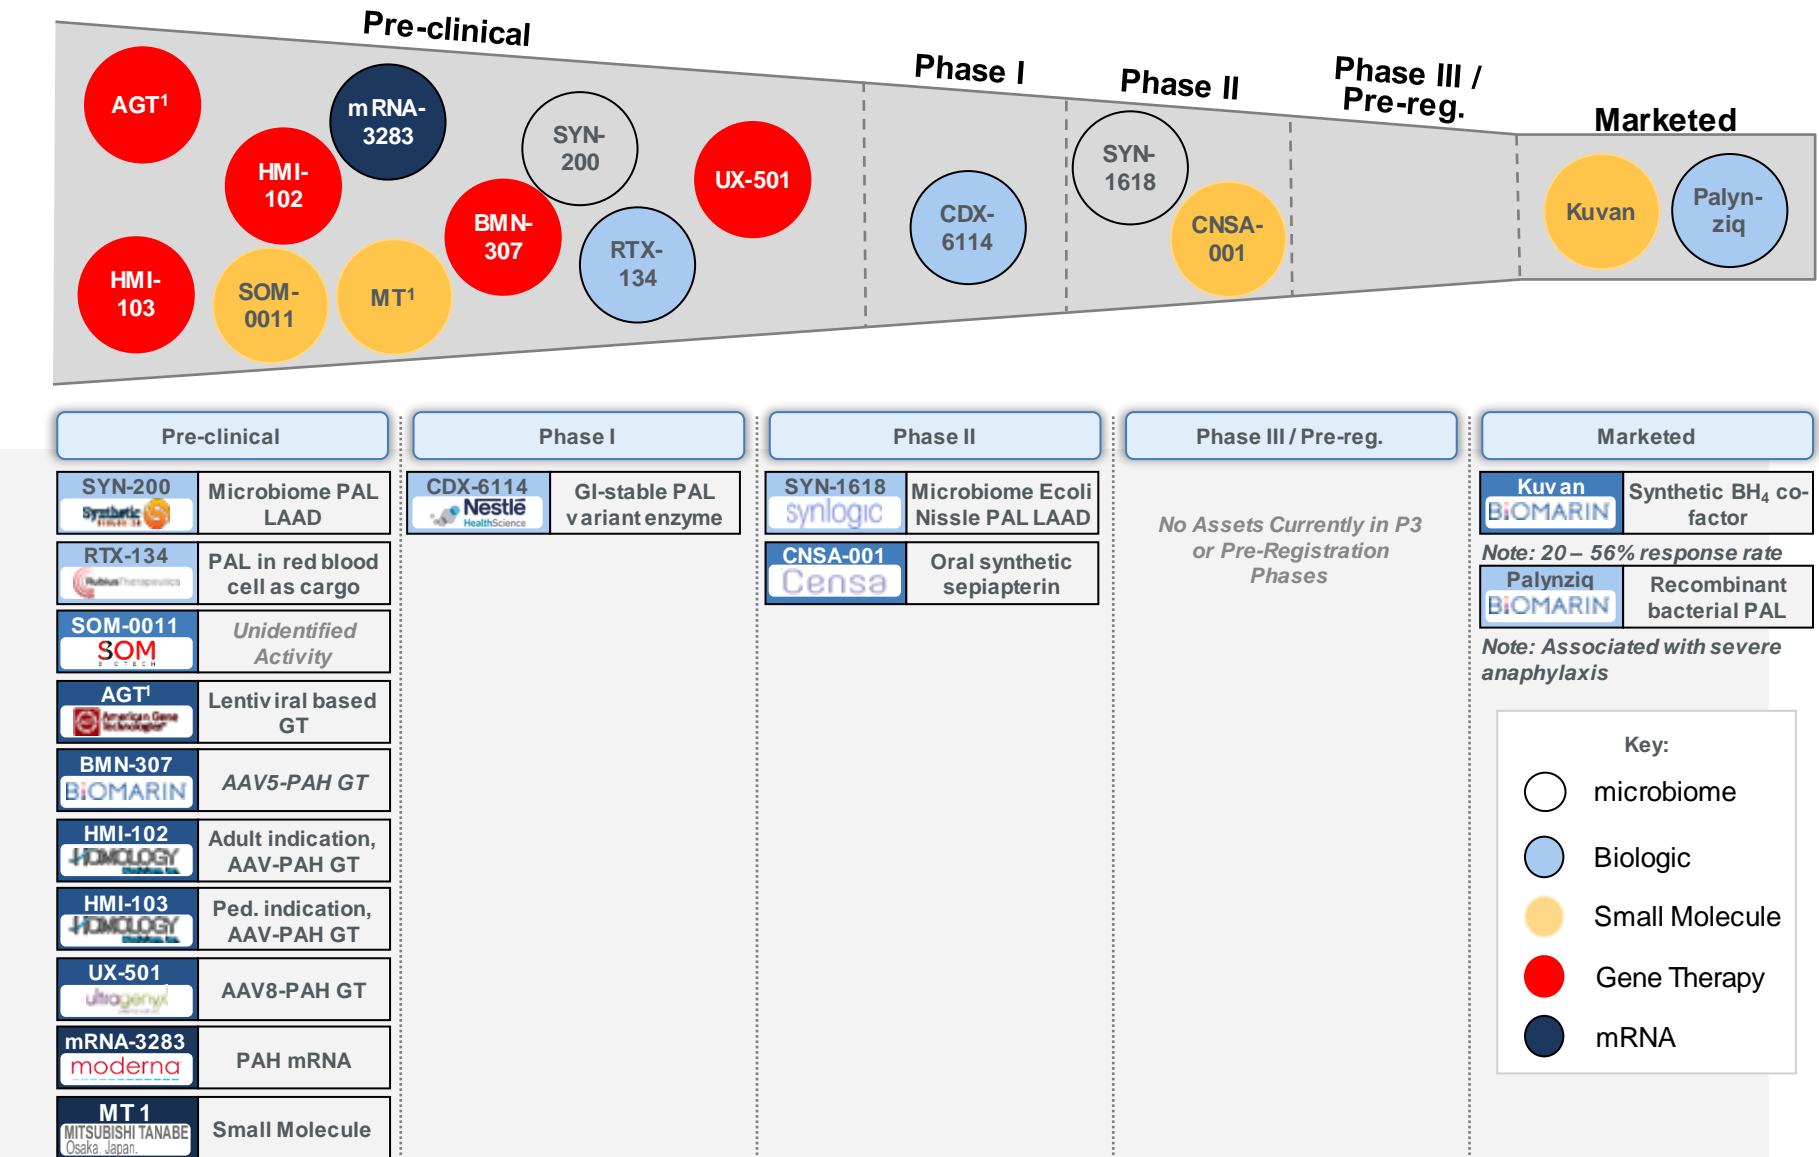 Pre-clinical
Phase I
Phase II
Phase III /
Pre-reg.
Marketed
AGT1
mRNA-
3283
SYN-
200
HMI-
102
UX-501
BMN-
307
RTX-
134
HMI-
103
SOM-
0011
MT1
CDX-
6114
SYN-
1618
CNSA-
001
Kuvan
Palyn-
ziq
Pre-clinical
Phase I
Phase II
Phase III / Pre-reg.
Marketed
SYN-200
Synthetic
Microbiome PAL
LAAD
RTX-134
Rubius Therapeutics
PAL in red blood
cell as cargo
SOM-0011
SOM
BIOTECH
Unidentified
Activity
AGT1
American Gene
Technologies
Lentiviral based
GT
BMN-307
BIOMARIN
AAV5-PAH GT
HMI-102
HOMOLOGY
Adult indication,
AAV-PAH GT
HMI-103
HOMOLOGY
Ped. indication,
AAV-PAH GT
UX-501
ultragenyx
AAV8-PAH GT
mRNA-3283
moderna
PAH mRNA
MT 1
MITSUBISHI TANABE
Osaka, Japan.
Small Molecule
CDX-6114
Nestlé
HealthScience
GI-stable PAL
variant enzyme
SYN-1618
synlogic
Microbiome Ecoli
Nissle PAL LAAD
CNSA-001
Censa
Oral synthetic
sepiapterin
No Assets Currently in P3
or Pre-Registration
Phases
Kuvan
BIOMARIN
Synthetic BH4 co-
factor
Note: 20 – 56% response rate
Palynziq
BIOMARIN
Recombinant
bacterial PAL
Note: Associated with severe
anaphylaxis
Key:
microbiome
Biologic
Small Molecule
Gene Therapy
mRNA